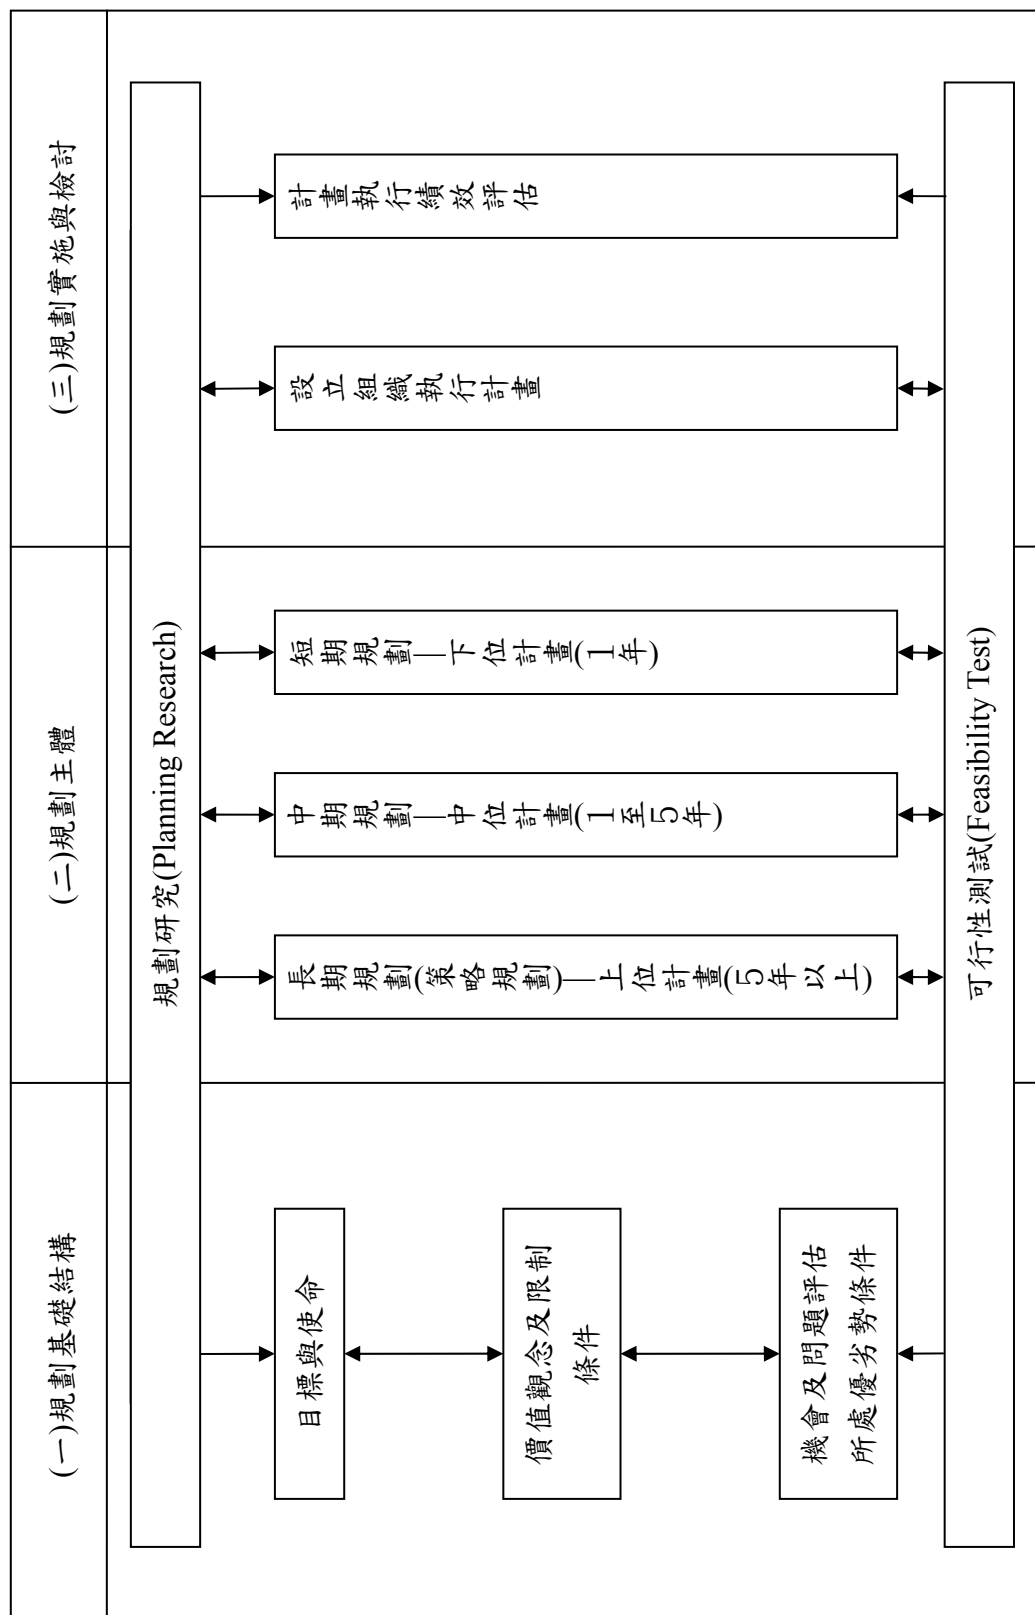 (一)規劃基礎結構
(二)規劃主體
(三)規劃實施與檢討
規劃研究(Planning Research)
目標與使命
價值觀念及限制
條件
機會及問題評估
所處優劣勢條件
長期規劃(策略規劃)—上位計畫(5年以上)
中期規劃—中位計畫(1至5年)
短期規劃—下位計畫(1年)
設立組織執行計畫
計畫執行績效評估
可行性測試(Feasibility Test)